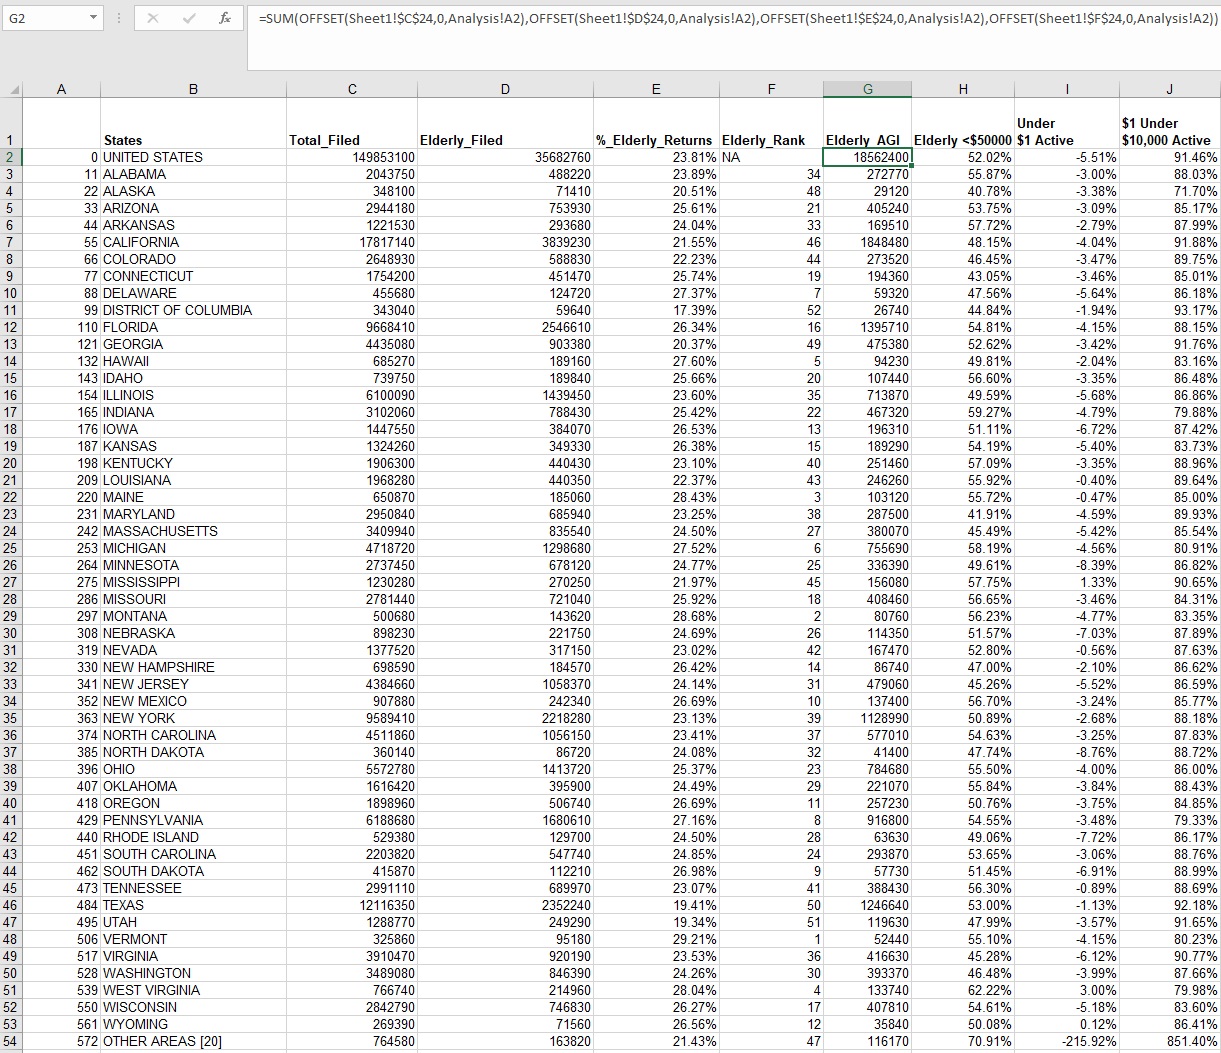 G2 fx =SUM(OFFSET(Sheet1!$C$24,0,Analysis!A2),OFFSET(Sheet1!$D$24,0,Analysis!A2),OFFSET(Sheet1!$E$24,0,Analysis!A2),OFFSET(Sheet1!$F$24,0,Analysis!A2))
A B C D E F G H I J
Under $1 Under
1 States Total_Filed Elderly_Filed %_Elderly_Returns Elderly_Rank Elderly_AGI Elderly <$50000 $1 Active $10,000 Active
2 0 UNITED STATES 149853100 35682760 23.81% NA 18562400 52.02% -5.51% 91.46%
3 11 ALABAMA 2043750 488220 23.89% 34 272770 55.87% -3.00% 88.03%
4 22 ALASKA 348100 71410 20.51% 48 29120 40.78% -3.38% 71.70%
5 33 ARIZONA 2944180 753930 25.61% 21 405240 53.75% -3.09% 85.17%
6 44 ARKANSAS 1221530 293680 24.04% 33 169510 57.72% -2.79% 87.99%
7 55 CALIFORNIA 17817140 3839230 21.55% 46 1848480 48.15% -4.04% 91.88%
8 66 COLORADO 2648930 588830 22.23% 44 273520 46.45% -3.47% 89.75%
9 77 CONNECTICUT 1754200 451470 25.74% 19 194360 43.05% -3.46% 85.01%
10 88 DELAWARE 455680 124720 27.37% 7 59320 47.56% -5.64% 86.18%
11 99 DISTRICT OF COLUMBIA 343040 59640 17.39% 52 26740 44.84% -1.94% 93.17%
12 110 FLORIDA 9668410 2546610 26.34% 16 1395710 54.81% -4.15% 88.15%
13 121 GEORGIA 4435080 903380 20.37% 49 475380 52.62% -3.42% 91.76%
14 132 HAWAII 685270 189160 27.60% 5 94230 49.81% -2.04% 83.16%
15 143 IDAHO 739750 189840 25.66% 20 107440 56.60% -3.35% 86.48%
16 154 ILLINOIS 6100090 1439450 23.60% 35 713870 49.59% -5.68% 86.86%
17 165 INDIANA 3102060 788430 25.42% 22 467320 59.27% -4.79% 79.88%
18 176 IOWA 1447550 384070 26.53% 13 196310 51.11% -6.72% 87.42%
19 187 KANSAS 1324260 349330 26.38% 15 189290 54.19% -5.40% 83.73%
20 198 KENTUCKY 1906300 440430 23.10% 40 251460 57.09% -3.35% 88.96%
21 209 LOUISIANA 1968280 440350 22.37% 43 246260 55.92% -0.40% 89.64%
22 220 MAINE 650870 185060 28.43% 3 103120 55.72% -0.47% 85.00%
23 231 MARYLAND 2950840 685940 23.25% 38 287500 41.91% -4.59% 89.93%
24 242 MASSACHUSETTS 3409940 835540 24.50% 27 380070 45.49% -5.42% 85.54%
25 253 MICHIGAN 4718720 1298680 27.52% 6 755690 58.19% -4.56% 80.91%
26 264 MINNESOTA 2737450 678120 24.77% 25 336390 49.61% -8.39% 86.82%
27 275 MISSISSIPPI 1230280 270250 21.97% 45 156080 57.75% 1.33% 90.65%
28 286 MISSOURI 2781440 721040 25.92% 18 408460 56.65% -3.46% 84.31%
29 297 MONTANA 500680 143620 28.68% 2 80760 56.23% -4.77% 83.35%
30 308 NEBRASKA 898230 221750 24.69% 26 114350 51.57% -7.03% 87.89%
31 319 NEVADA 1377520 317150 23.02% 42 167470 52.80% -0.56% 87.63%
32 330 NEW HAMPSHIRE 698590 184570 26.42% 14 86740 47.00% -2.10% 86.62%
33 341 NEW JERSEY 4384660 1058370 24.14% 31 479060 45.26% -5.52% 86.59%
34 352 NEW MEXICO 907880 242340 26.69% 10 137400 56.70% -3.24% 85.77%
35 363 NEW YORK 9589410 2218280 23.13% 39 1128990 50.89% -2.68% 88.18%
36 374 NORTH CAROLINA 4511860 1056150 23.41% 37 577010 54.63% -3.25% 87.83%
37 385 NORTH DAKOTA 360140 86720 24.08% 32 41400 47.74% -8.76% 88.72%
38 396 OHIO 5572780 1413720 25.37% 23 784680 55.50% -4.00% 86.00%
39 407 OKLAHOMA 1616420 395900 24.49% 29 221070 55.84% -3.84% 88.43%
40 418 OREGON 1898960 506740 26.69% 11 257230 50.76% -3.75% 84.85%
41 429 PENNSYLVANIA 6188680 1680610 27.16% 8 916800 54.55% -3.48% 79.33%
42 440 RHODE ISLAND 529380 129700 24.50% 28 63630 49.06% -7.72% 86.17%
43 451 SOUTH CAROLINA 2203820 547740 24.85% 24 293870 53.65% -3.06% 88.76%
44 462 SOUTH DAKOTA 415870 112210 26.98% 9 57730 51.45% -6.91% 88.99%
45 473 TENNESSEE 2991110 689970 23.07% 41 388430 56.30% -0.89% 88.69%
46 484 TEXAS 12116350 2352240 19.41% 50 1246640 53.00% -1.13% 92.18%
47 495 UTAH 1288770 249290 19.34% 51 119630 47.99% -3.57% 91.65%
48 506 VERMONT 325860 95180 29.21% 1 52440 55.10% -4.15% 80.23%
49 517 VIRGINIA 3910470 920190 23.53% 36 416630 45.28% -6.12% 90.77%
50 528 WASHINGTON 3489080 846390 24.26% 30 393370 46.48% -3.99% 87.66%
51 539 WEST VIRGINIA 766740 214960 28.04% 4 133740 62.22% 3.00% 79.98%
52 550 WISCONSIN 2842790 746830 26.27% 17 407810 54.61% -5.18% 83.60%
53 561 WYOMING 269390 71560 26.56% 12 35840 50.08% 0.12% 86.41%
54 572 OTHER AREAS [20] 764580 163820 21.43% 47 116170 70.91% -215.92% 851.40%